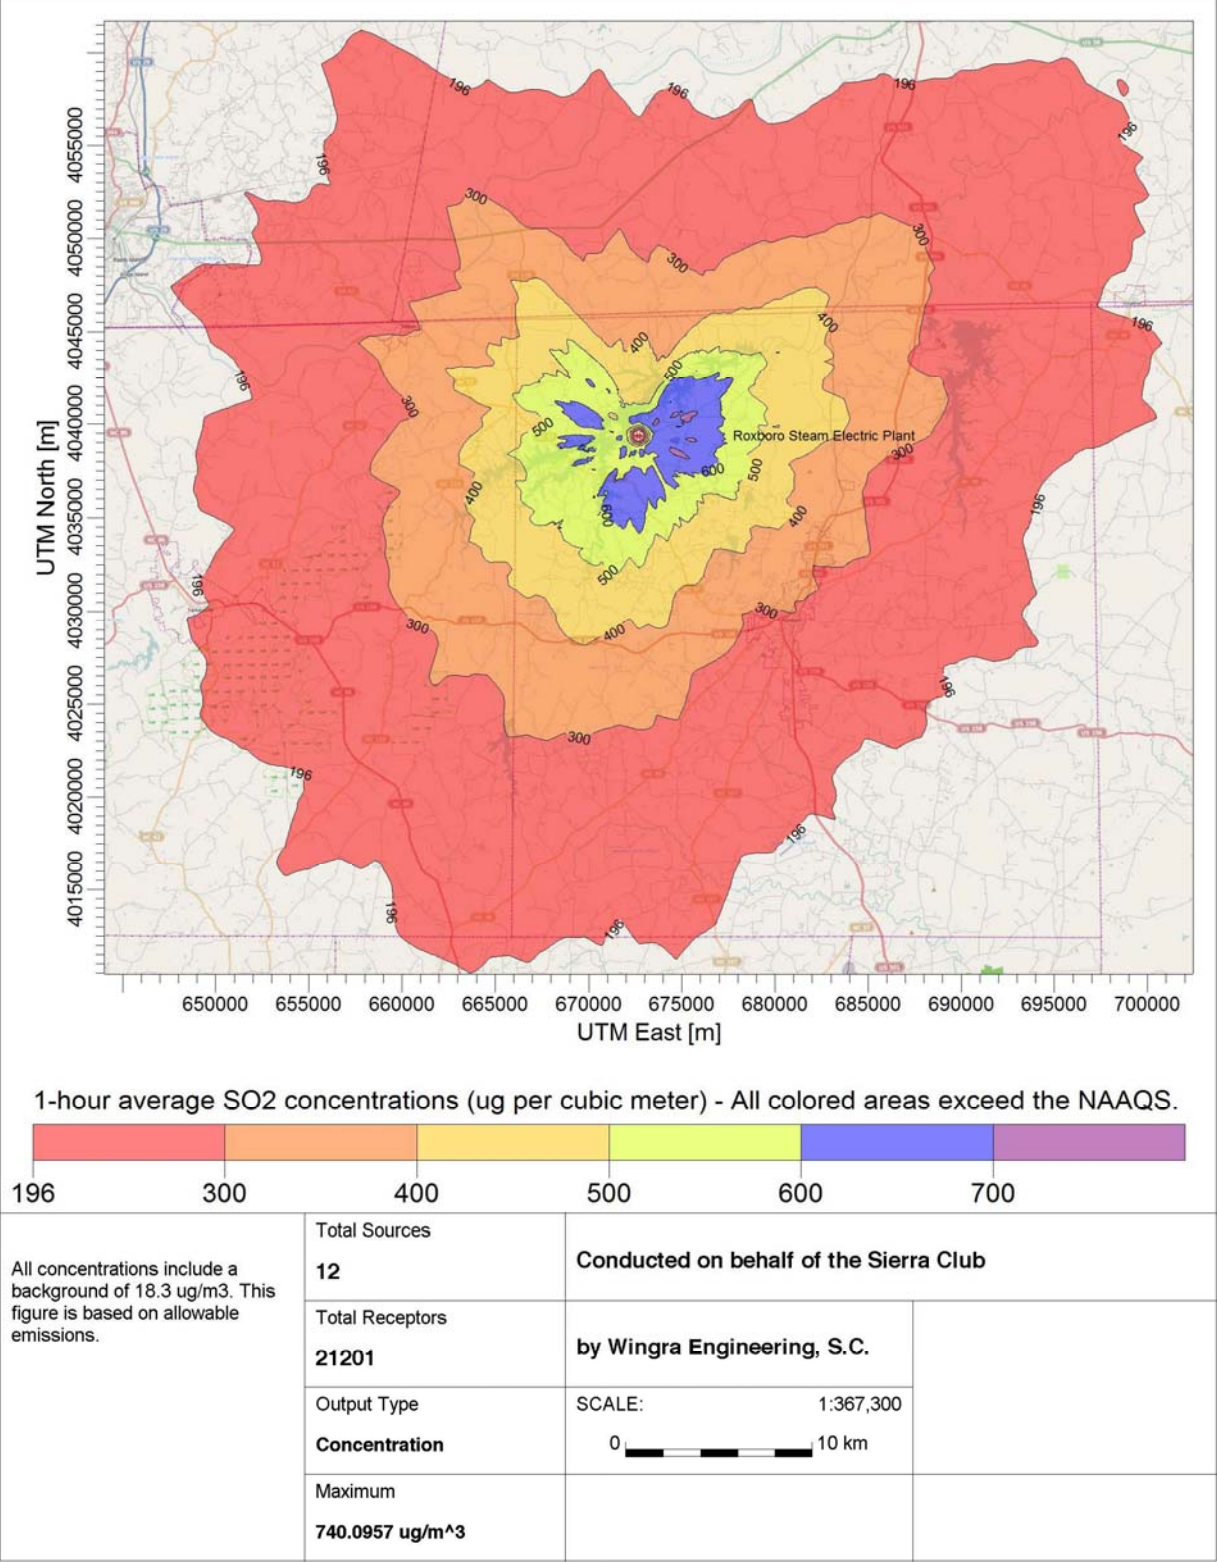 UTM North [m]
4055000
4050000
4045000
4040000
4035000
4030000
4025000
4020000
4015000
196
196
196
196
196
300
300
300
400
400
196
500
196
300
500
Roxboro Steam Electric Plant
300
600
500
400
400
196
600
500
196
300
400
300
196
300
196
196
196
196
650000 655000 660000 665000 670000 675000 680000 685000 690000 695000 700000
UTM East [m]
1-hour average SO2 concentrations (ug per cubic meter) - All colored areas exceed the NAAQS.
196 300 400 500 600 700
All concentrations include a
background of 18.3 ug/m3. This
figure is based on allowable
emissions.
Total Sources
12
Conducted on behalf of the Sierra Club
Total Receptors
21201
by Wingra Engineering, S.C.
Output Type
Concentration
SCALE: 1:367,300
0 10 km
Maximum
740.0957 ug/m^3